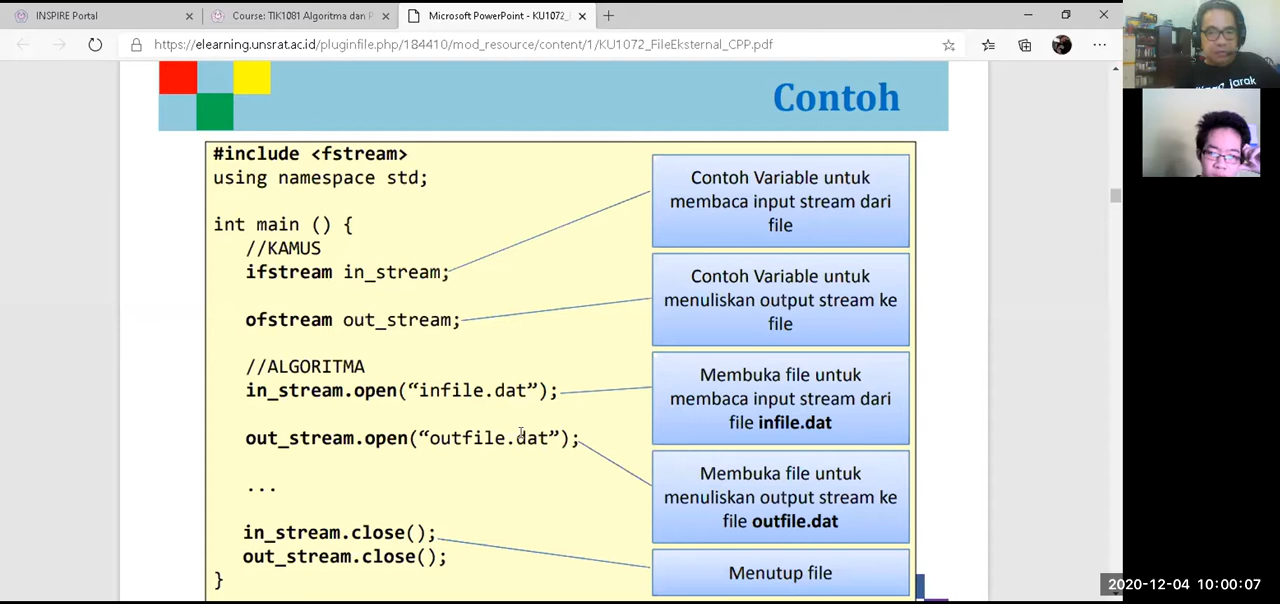 INSPIRE Portal
Course: TIK1081 Algoritma dan P
Microsoft PowerPoint - KU1072_
https://elearning.unsrat.ac.id/pluginfile.php/184410/mod_resource/content/1/KU1072_FileEksternal_CPP.pdf
Contoh
#include <fstream>
using namespace std;
int main () {
//KAMUS
ifstream in_stream;
ofstream out_stream;
//ALGORITMA
in_stream.open(“infile.dat”);
out_stream.open(“outfile.dat”);
...
in_stream.close();
out_stream.close();
}
Contoh Variable untuk
membaca input stream dari
file
Contoh Variable untuk
menuliskan output stream ke
file
Membuka file untuk
membaca input stream dari
file infile.dat
Membuka file untuk
menuliskan output stream ke
file outfile.dat
Menutup file
jarak
2020-12-04 10:00:07